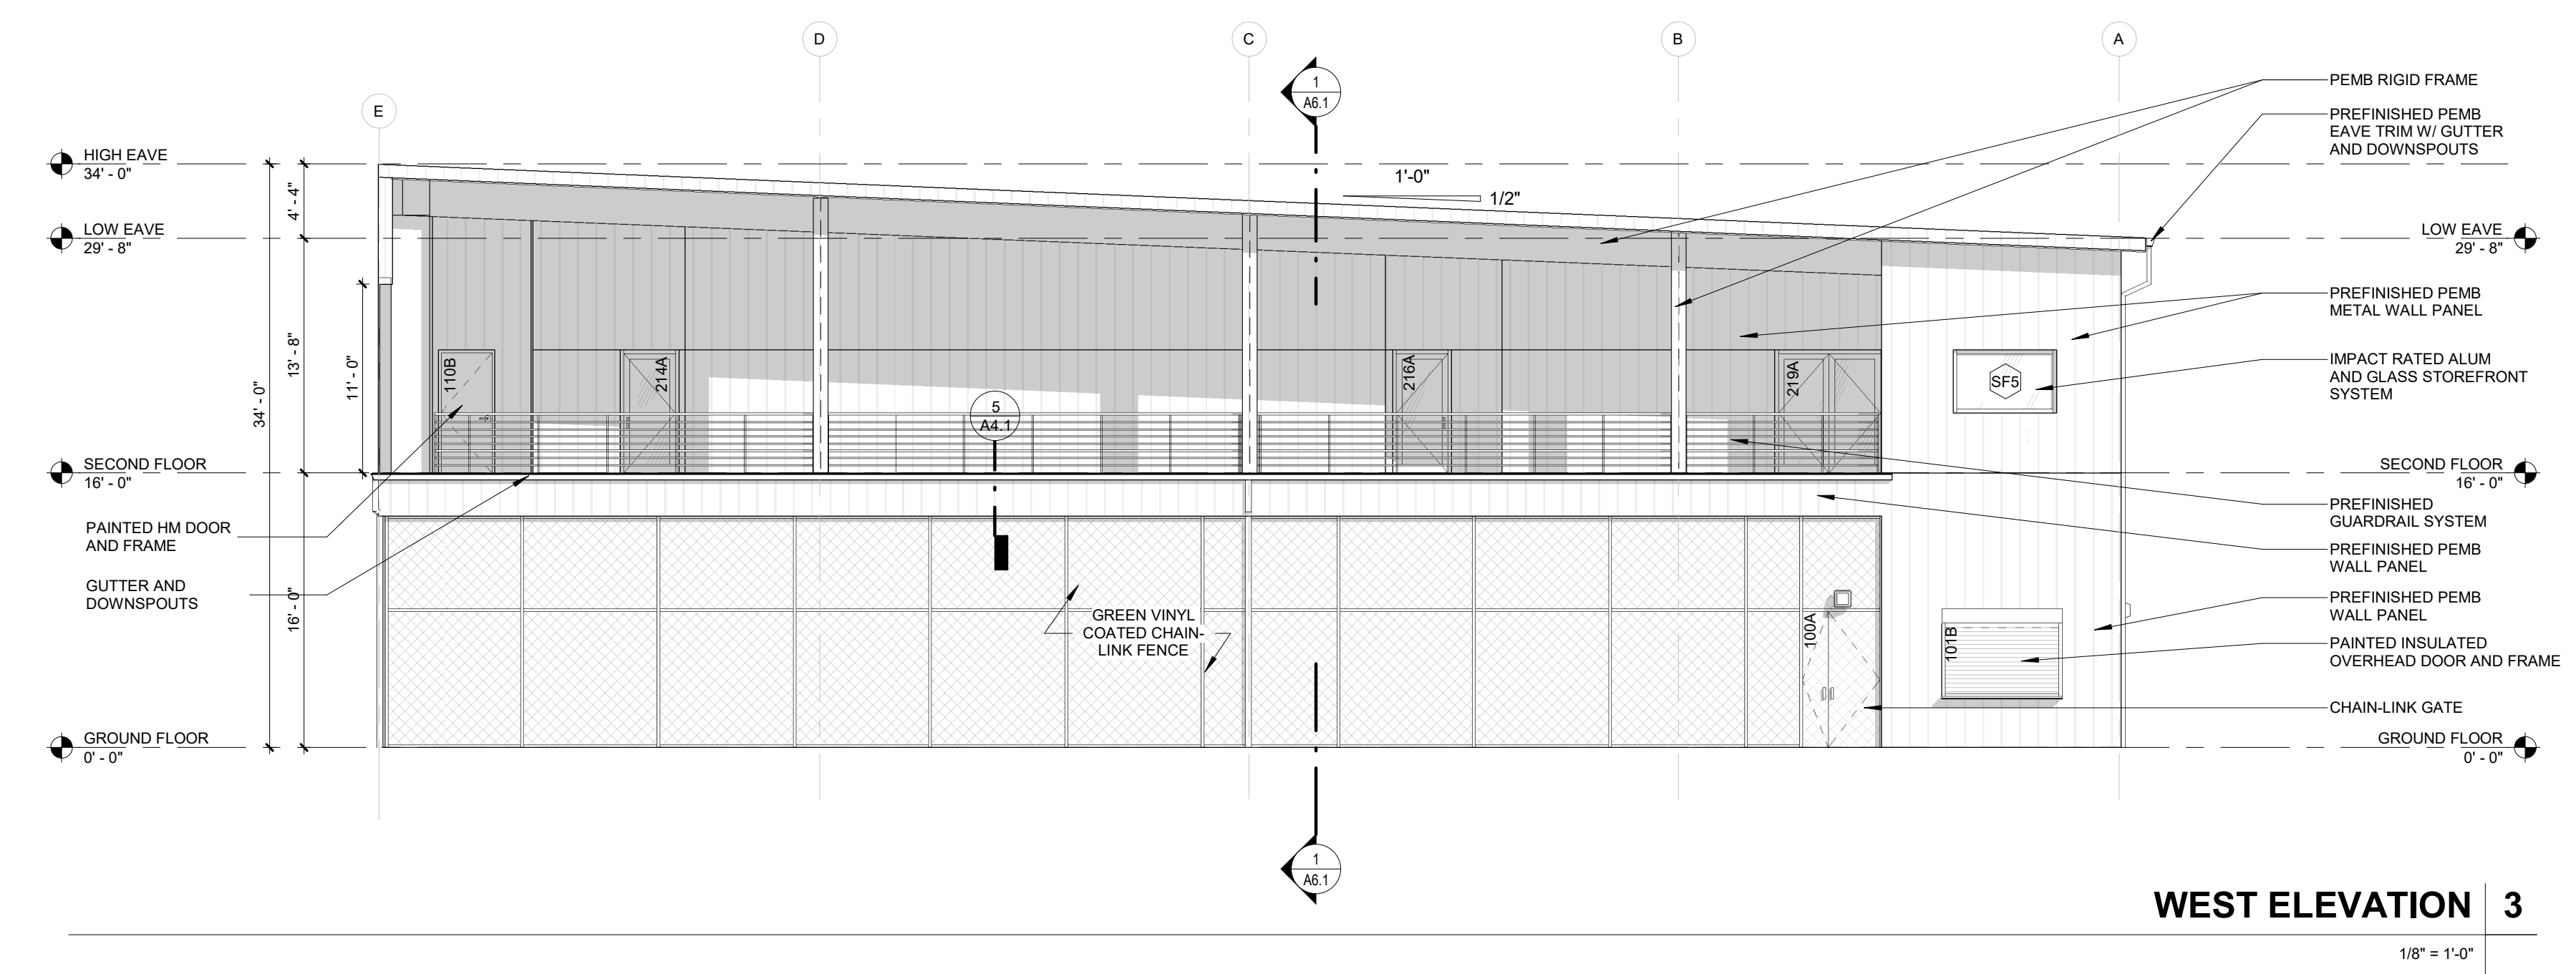 D
C
B
A
E
1
A6.1
PEMB RIGID FRAME
PREFINISHED PEMB
EAVE TRIM W/ GUTTER
AND DOWNSPOUTS
HIGH EAVE
34' - 0"
4' - 4"
1'-0"
1/2"
LOW EAVE
29' - 8"
LOW EAVE
29' - 8"
PREFINISHED PEMB
METAL WALL PANEL
34' - 0"
13' - 8"
11' - 0"
110B
214A
216A
219A
SF5
IMPACT RATED ALUM
AND GLASS STOREFRONT
SYSTEM
5
A4.1
SECOND FLOOR
16' - 0"
SECOND FLOOR
16' - 0"
PREFINISHED
GUARDRAIL SYSTEM
PAINTED HM DOOR
AND FRAME
PREFINISHED PEMB
WALL PANEL
GUTTER AND
DOWNSPOUTS
16' - 0"
GREEN VINYL
COATED CHAIN-
LINK FENCE
100A
101B
PREFINISHED PEMB
WALL PANEL
PAINTED INSULATED
OVERHEAD DOOR AND FRAME
CHAIN-LINK GATE
GROUND FLOOR
0' - 0"
GROUND FLOOR
0' - 0"
1
A6.1
WEST ELEVATION
3
1/8" = 1'-0"